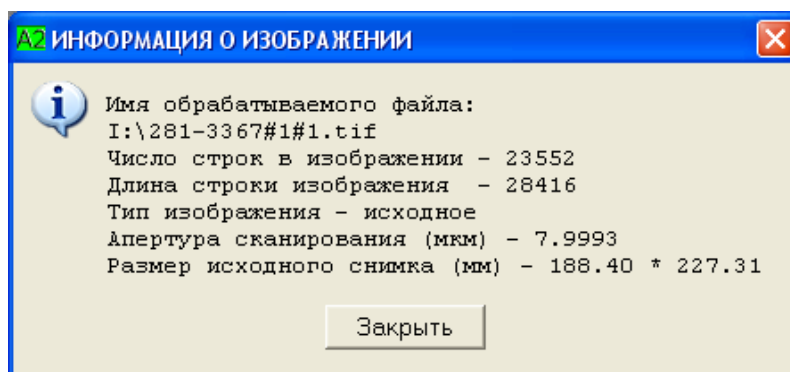 A2 ИНФОРМАЦИЯ О ИЗОБРАЖЕНИИ
Имя обрабатываемого файла:
I:\281-3367#1#1.tif
Число строк в изображении - 23552
Длина строки изображения - 28416
Тип изображения - исходное
Апертура сканирования (мкм) - 7.9993
Размер исходного снимка (мм) - 188.40 * 227.31
Закрыть